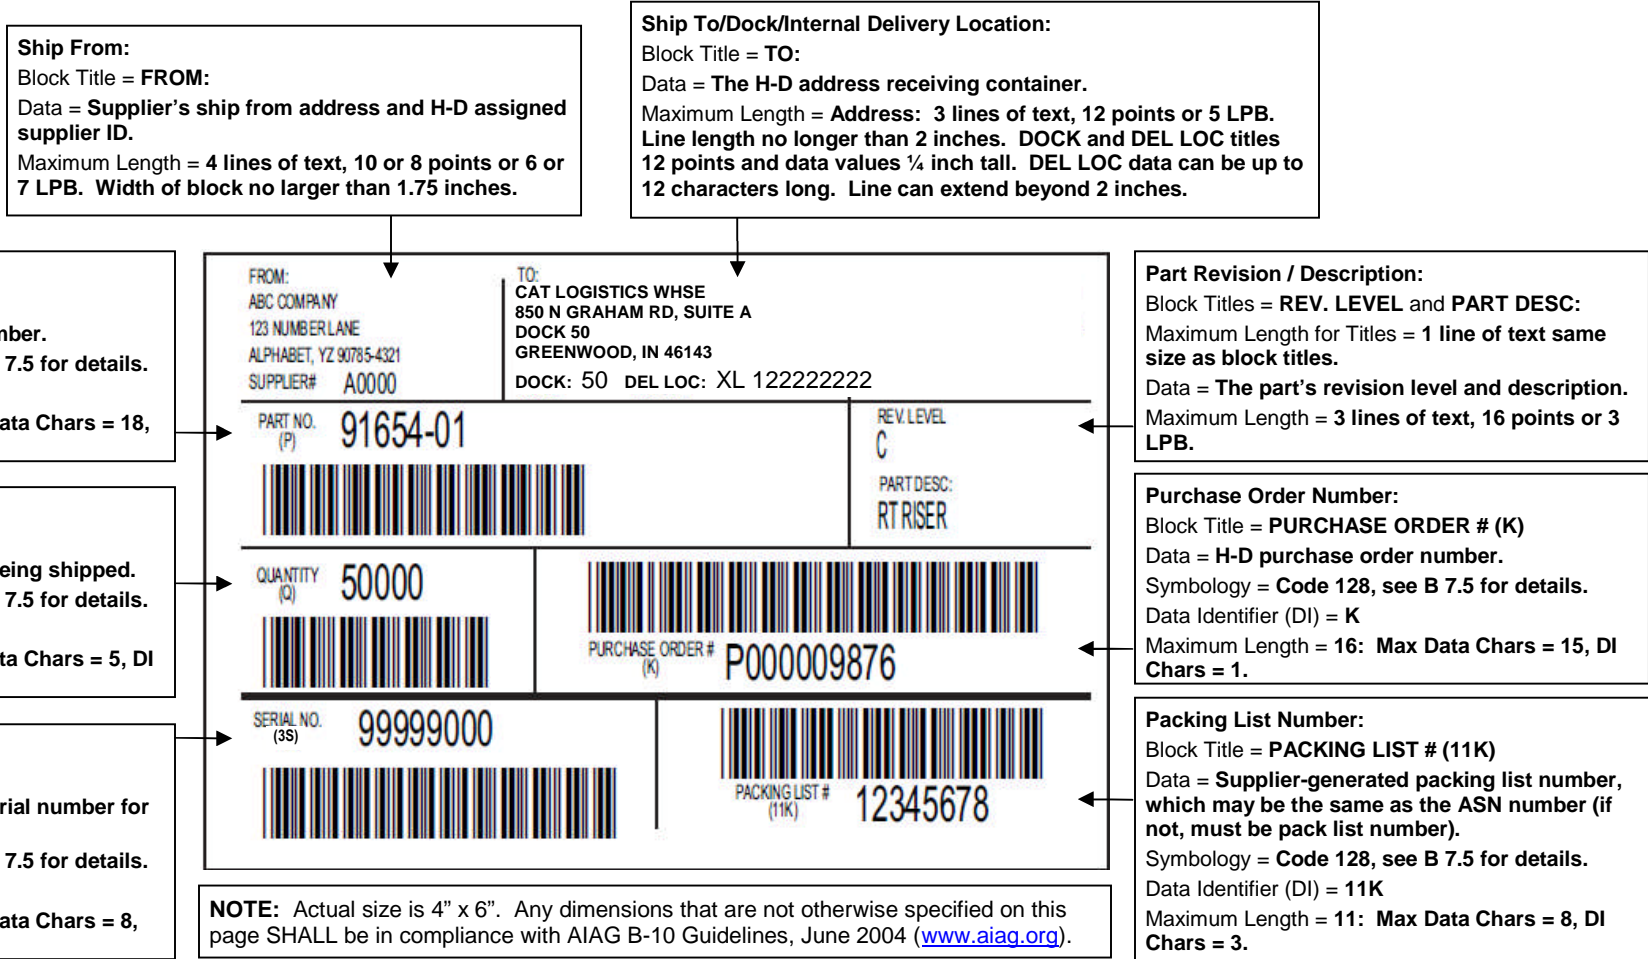 Ship From:
Block Title = FROM:
Data = Supplier's ship from address and H-D assigned
supplier ID.
Maximum Length = 4 lines of text, 10 or 8 points or 6 or
7 LPB.  Width of block no larger than 1.75 inches.
Ship To/Dock/Internal Delivery Location:
Block Title = TO:
Data = The H-D address receiving container.
Maximum Length = Address:  3 lines of text, 12 points or 5 LPB.
Line length no longer than 2 inches.  DOCK and DEL LOC titles
12 points and data values ¼ inch tall.  DEL LOC data can be up to
12 characters long.  Line can extend beyond 2 inches.
7.5 for details.
ata Chars = 18,
eing shipped.
7.5 for details.
ta Chars = 5, DI
rial number for
7.5 for details.
ata Chars = 8,
FROM:
ABC COMPANY
123 NUMBER LANE
ALPHABET, YZ 90785-4321
SUPPLIER# A0000
TO:
CAT LOGISTICS WHSE
850 N GRAHAM RD, SUITE A
DOCK 50
GREENWOOD, IN 46143
DOCK: 50 DEL LOC: XL 122222222
PART NO.
(P)
91654-01
REV. LEVEL
C
PART DESC:
RT RISER
QUANTITY
(Q)
50000
PURCHASE ORDER #
(K)
P000009876
SERIAL NO.
(3S)
99999000
PACKING LIST #
(11K)
12345678
Part Revision / Description:
Block Titles = REV. LEVEL and PART DESC:
Maximum Length for Titles = 1 line of text same
size as block titles.
Data = The part's revision level and description.
Maximum Length = 3 lines of text, 16 points or 3
LPB.
Purchase Order Number:
Block Title = PURCHASE ORDER # (K)
Data = H-D purchase order number.
Symbology = Code 128, see B 7.5 for details.
Data Identifier (DI) = K
Maximum Length = 16:  Max Data Chars = 15, DI
Chars = 1.
Packing List Number:
Block Title = PACKING LIST # (11K)
Data = Supplier-generated packing list number,
which may be the same as the ASN number (if
not, must be pack list number).
Symbology = Code 128, see B 7.5 for details.
Data Identifier (DI) = 11K
Maximum Length = 11:  Max Data Chars = 8, DI
Chars = 3.
NOTE:  Actual size is 4" x 6".  Any dimensions that are not otherwise specified on this
page SHALL be in compliance with AIAG B-10 Guidelines, June 2004 (www.aiag.org).